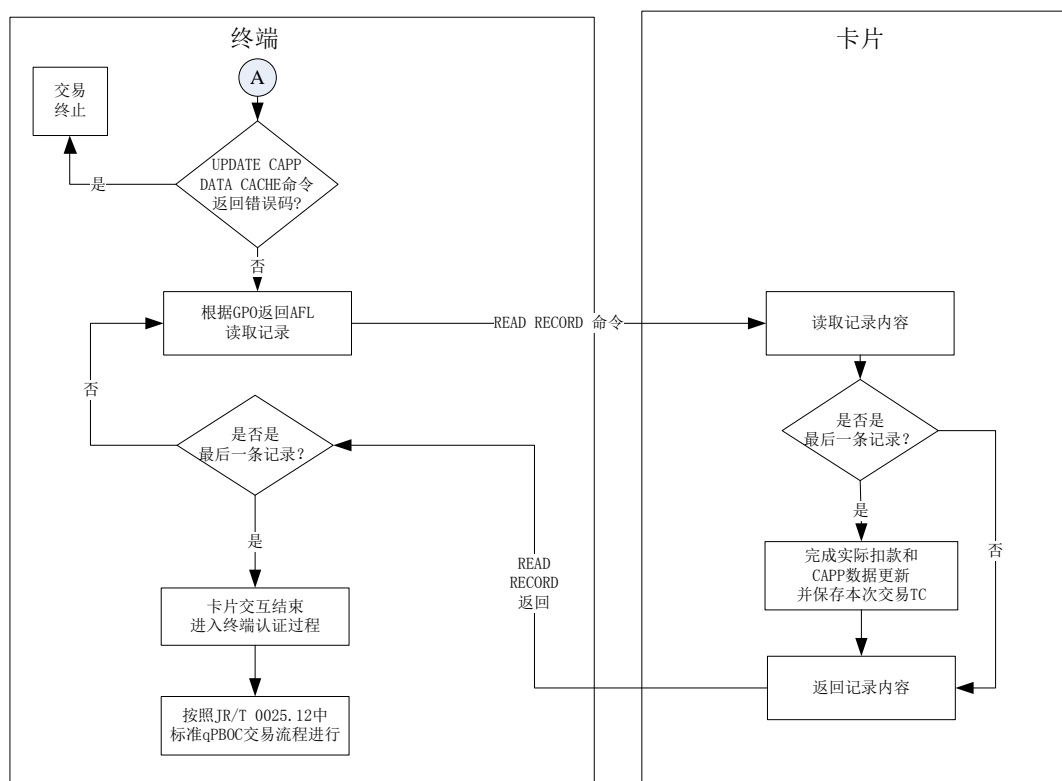 终端
A
交易
终止
UPDATE CAPP
DATA CACHE命令
返回错误码?
是
否
根据GPO返回AFL
读取记录
READ RECORD 命令
否
是否是
最后一条记录?
是
READ
RECORD
返回
卡片交互结束
进入终端认证过程
按照JR/T 0025.12中
标准qPBOC交易流程进行
卡片
读取记录内容
是否是
最后一条记录?
是
否
完成实际扣款和
CAPP数据更新
并保存本次交易TC
返回记录内容